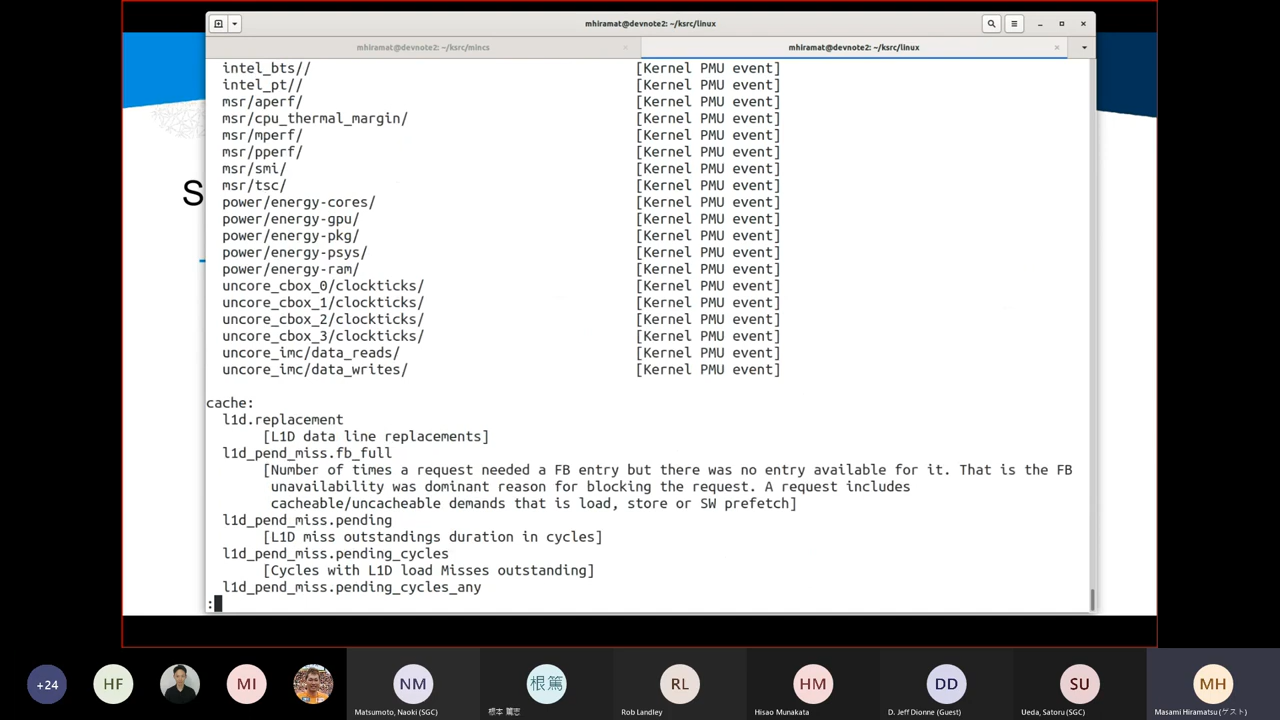 mhiramat@devnote2: ~/ksrc/linux
mhiramat@devnote2: ~/ksrc/mincs
mhiramat@devnote2: ~/ksrc/linux
S
intel_bts// [Kernel PMU event]
intel_pt// [Kernel PMU event]
msr/aperf/ [Kernel PMU event]
msr/cpu_thermal_margin/ [Kernel PMU event]
msr/mperf/ [Kernel PMU event]
msr/pperf/ [Kernel PMU event]
msr/smi/ [Kernel PMU event]
msr/tsc/ [Kernel PMU event]
power/energy-cores/ [Kernel PMU event]
power/energy-gpu/ [Kernel PMU event]
power/energy-pkg/ [Kernel PMU event]
power/energy-psys/ [Kernel PMU event]
power/energy-ram/ [Kernel PMU event]
uncore_cbox_0/clockticks/ [Kernel PMU event]
uncore_cbox_1/clockticks/ [Kernel PMU event]
uncore_cbox_2/clockticks/ [Kernel PMU event]
uncore_cbox_3/clockticks/ [Kernel PMU event]
uncore_imc/data_reads/ [Kernel PMU event]
uncore_imc/data_writes/ [Kernel PMU event]
cache:
l1d.replacement
[L1D data line replacements]
l1d_pend_miss.fb_full
[Number of times a request needed a FB entry but there was no entry available for it. That is the FB
unavailability was dominant reason for blocking the request. A request includes
cacheable/uncacheable demands that is load, store or SW prefetch]
l1d_pend_miss.pending
[L1D miss outstandings duration in cycles]
l1d_pend_miss.pending_cycles
[Cycles with L1D load Misses outstanding]
l1d_pend_miss.pending_cycles_any
:
+24 HF MI NM 根篤 RL HM DD SU MH
Matsumoto, Naoki (SGC) 根本 篤志 Rob Landley Hisao Munakata D. Jeff Dionne (Guest) Ueda, Satoru (SGC) Masami Hiramatsu (ゲスト)